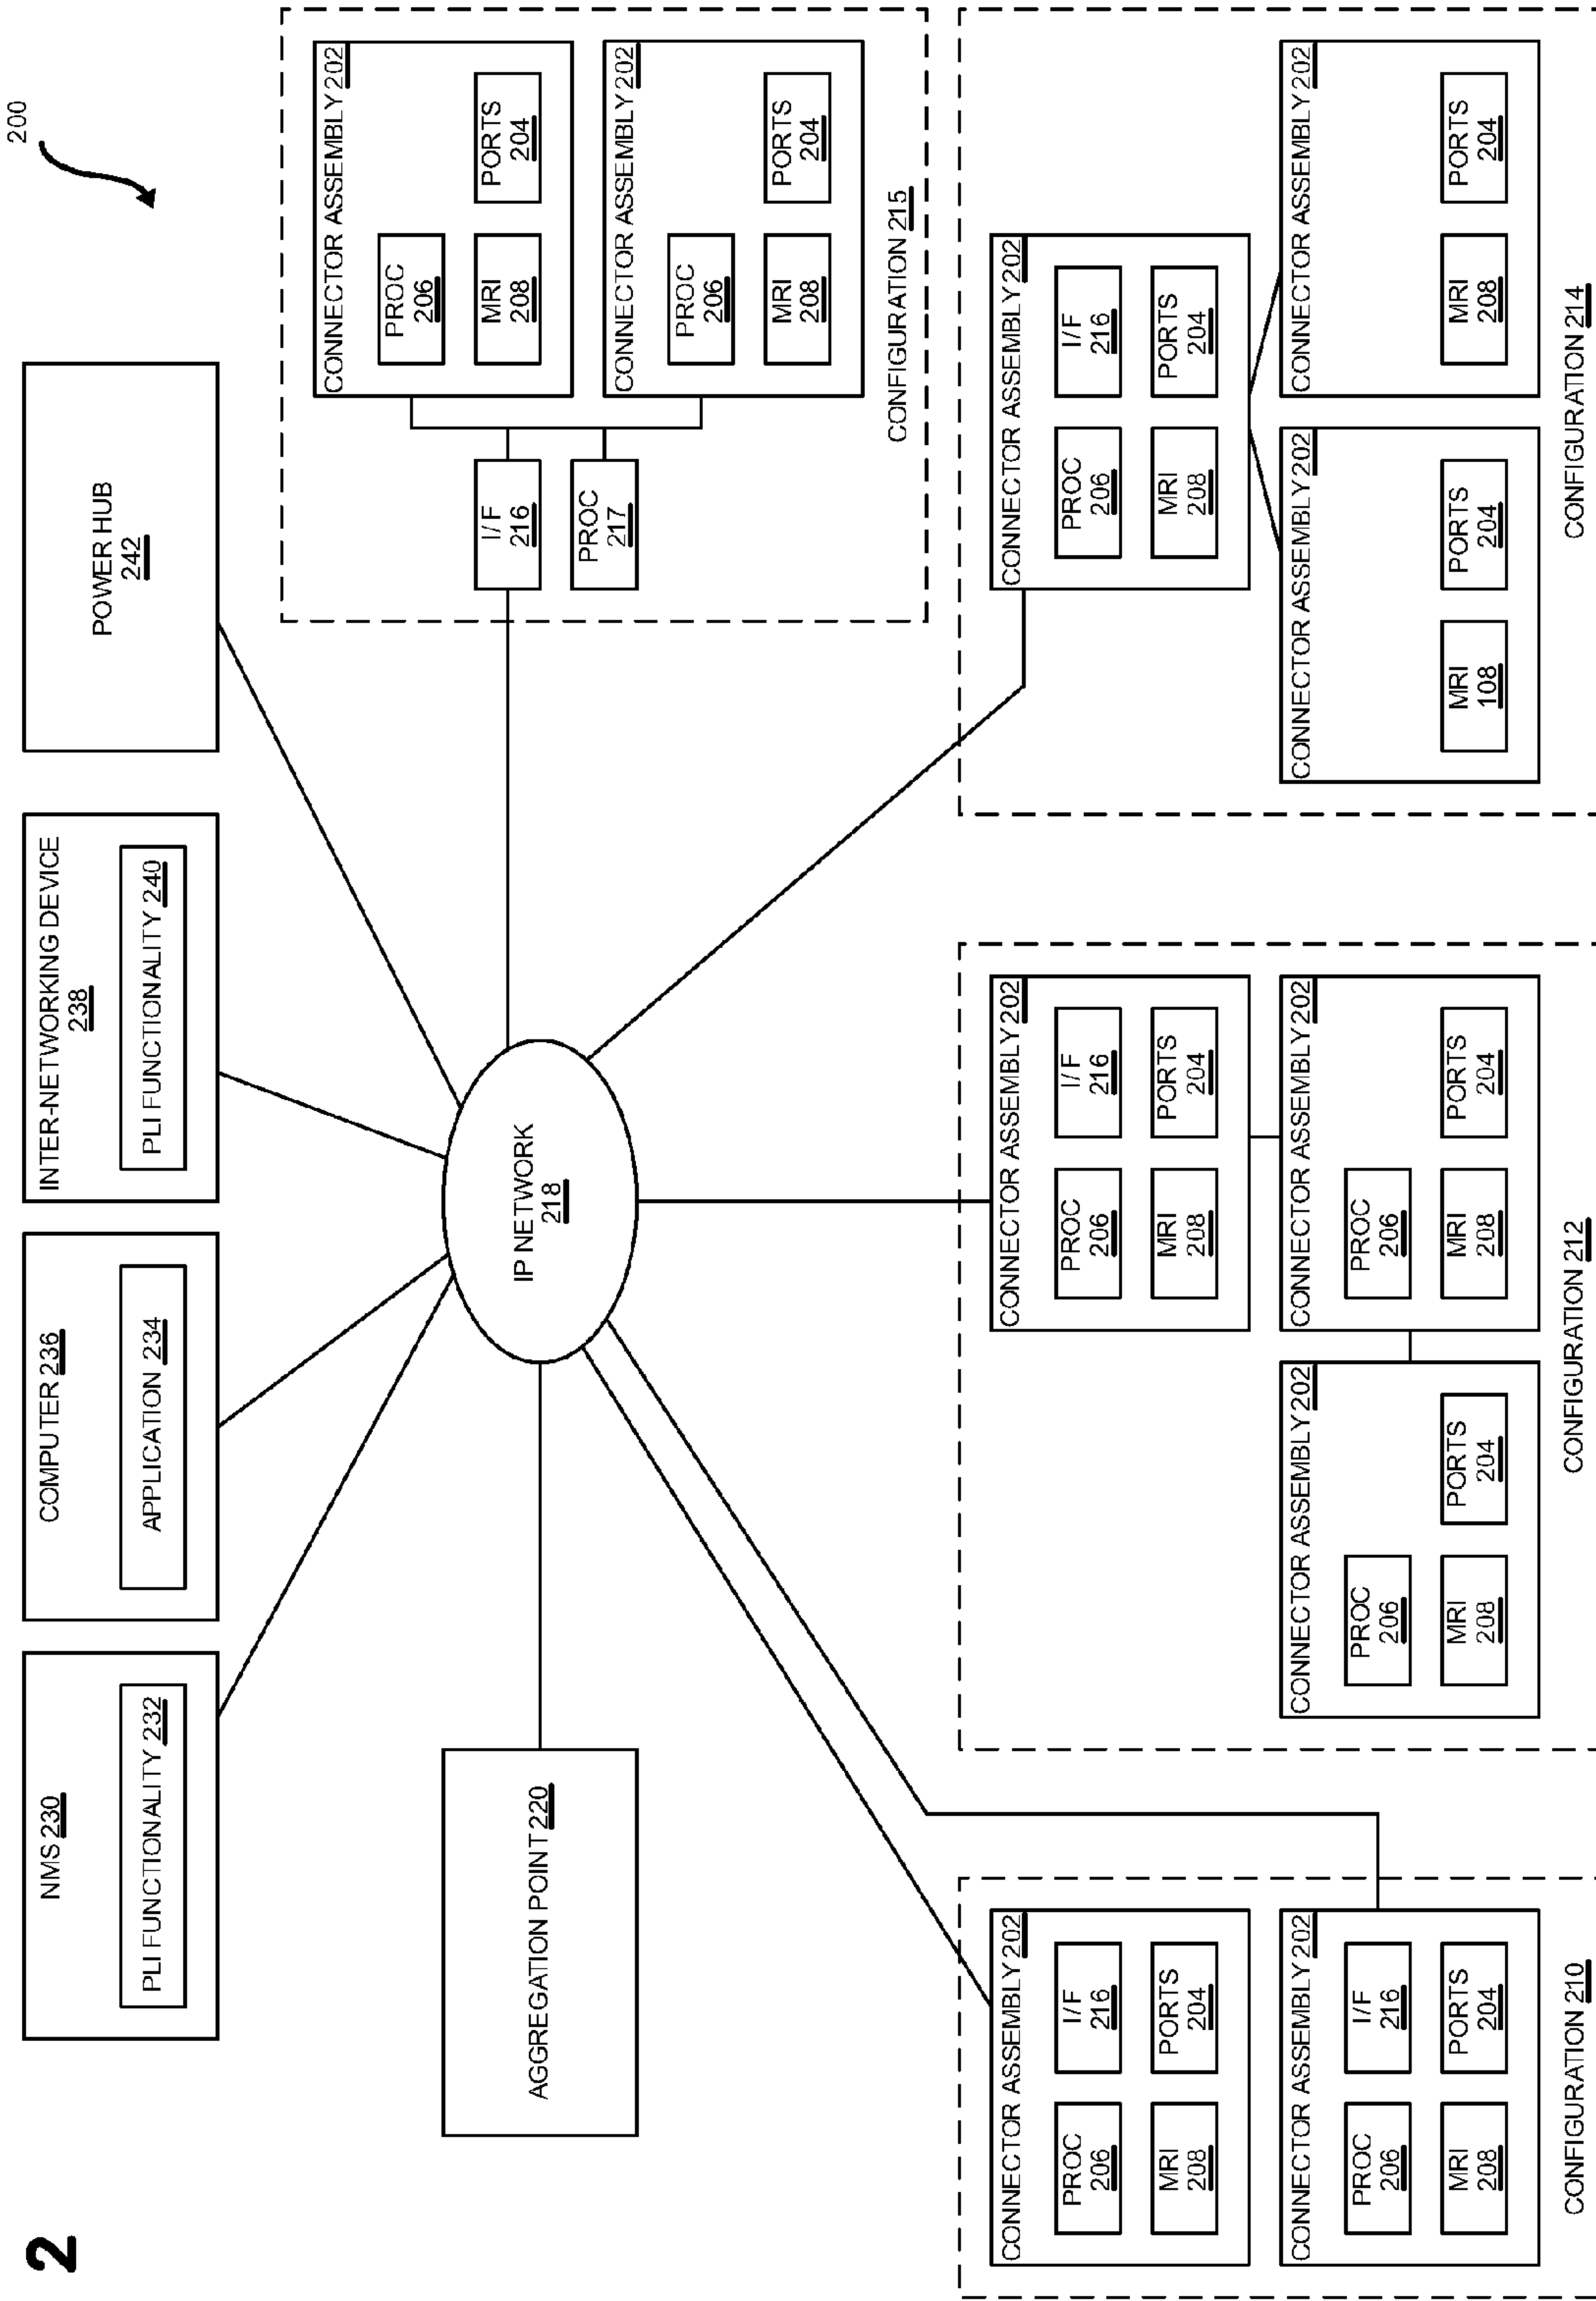 2
200
NMS 230
PLI FUNCTIONALITY 232
COMPUTER 236
APPLICATION 234
INTER-NETWORKING DEVICE
238
PLI FUNCTIONALITY 240
POWER HUB
242
AGGREGATION POINT 220
IP NETWORK
218
I/F
216
PROC
217
CONNECTOR ASSEMBLY 202
PROC
206
MRI
208
PORTS
204
CONNECTOR ASSEMBLY 202
PROC
206
MRI
208
PORTS
204
CONFIGURATION 215
CONNECTOR ASSEMBLY 202
PROC
206
I/F
216
MRI
208
PORTS
204
CONNECTOR ASSEMBLY 202
PROC
206
I/F
216
MRI
208
PORTS
204
CONFIGURATION 210
CONNECTOR ASSEMBLY 202
PROC
206
I/F
216
MRI
208
PORTS
204
CONNECTOR ASSEMBLY 202
PROC
206
MRI
208
PORTS
204
CONNECTOR ASSEMBLY 202
PROC
206
MRI
208
PORTS
204
CONFIGURATION 212
CONNECTOR ASSEMBLY 202
PROC
206
I/F
216
MRI
208
PORTS
204
CONNECTOR ASSEMBLY 202
MRI
108
PORTS
204
CONNECTOR ASSEMBLY 202
MRI
208
PORTS
204
CONFIGURATION 214